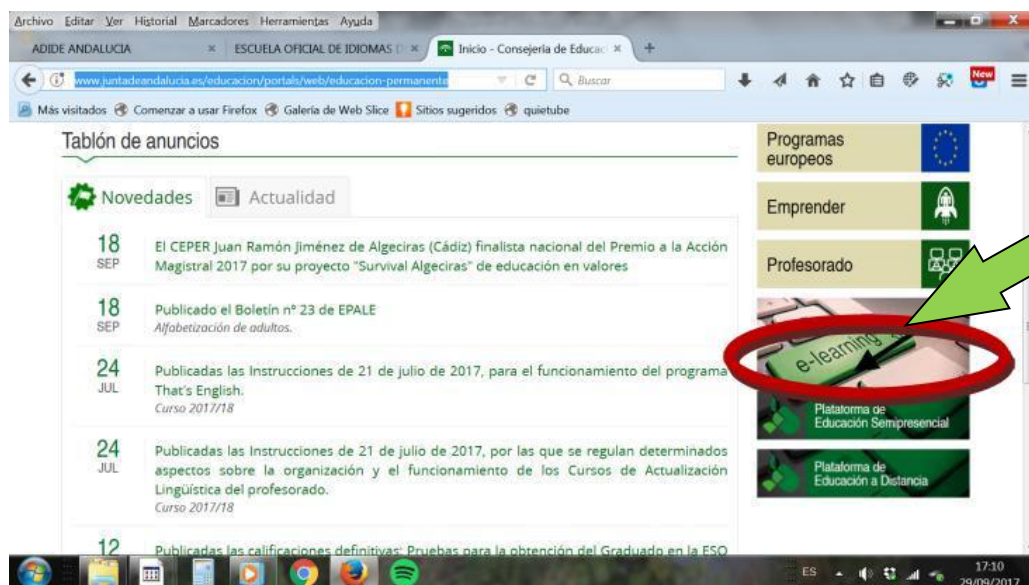 Archivo Editar Ver Historial Marcadores Herramientas Ayuda
ADIDE ANDALUCIA × ESCUELA OFICIAL DE IDIOMAS D × Inicio - Consejería de Educac × +
www.juntadeandalucia.es/educacion/portals/web/educacion-permanente Buscar New
Más visitados Comenzar a usar Firefox Galería de Web Slice Sitios sugeridos quietube
Tablón de anuncios
Novedades Actualidad
18 SEP
El CEPER Juan Ramón Jiménez de Algeciras (Cádiz) finalista nacional del Premio a la Acción
Magistral 2017 por su proyecto "Survival Algeciras" de educación en valores
18 SEP
Publicado el Boletín nº 23 de EPALE
Alfabetización de adultos.
24 JUL
Publicadas las Instrucciones de 21 de julio de 2017, para el funcionamiento del programa
That's English.
Curso 2017/18
24 JUL
Publicadas las Instrucciones de 21 de julio de 2017, por las que se regulan determinados
aspectos sobre la organización y el funcionamiento de los Cursos de Actualización
Lingüística del profesorado.
Curso 2017/18
12
Publicadas las calificaciones definitivas: Pruebas para la obtención del Graduado en la ESO
Programas
europeos
Emprender
Profesorado
e-learning
Plataforma de
Educación Semipresencial
Plataforma de
Educación a Distancia
ES
17:10
29/09/2017